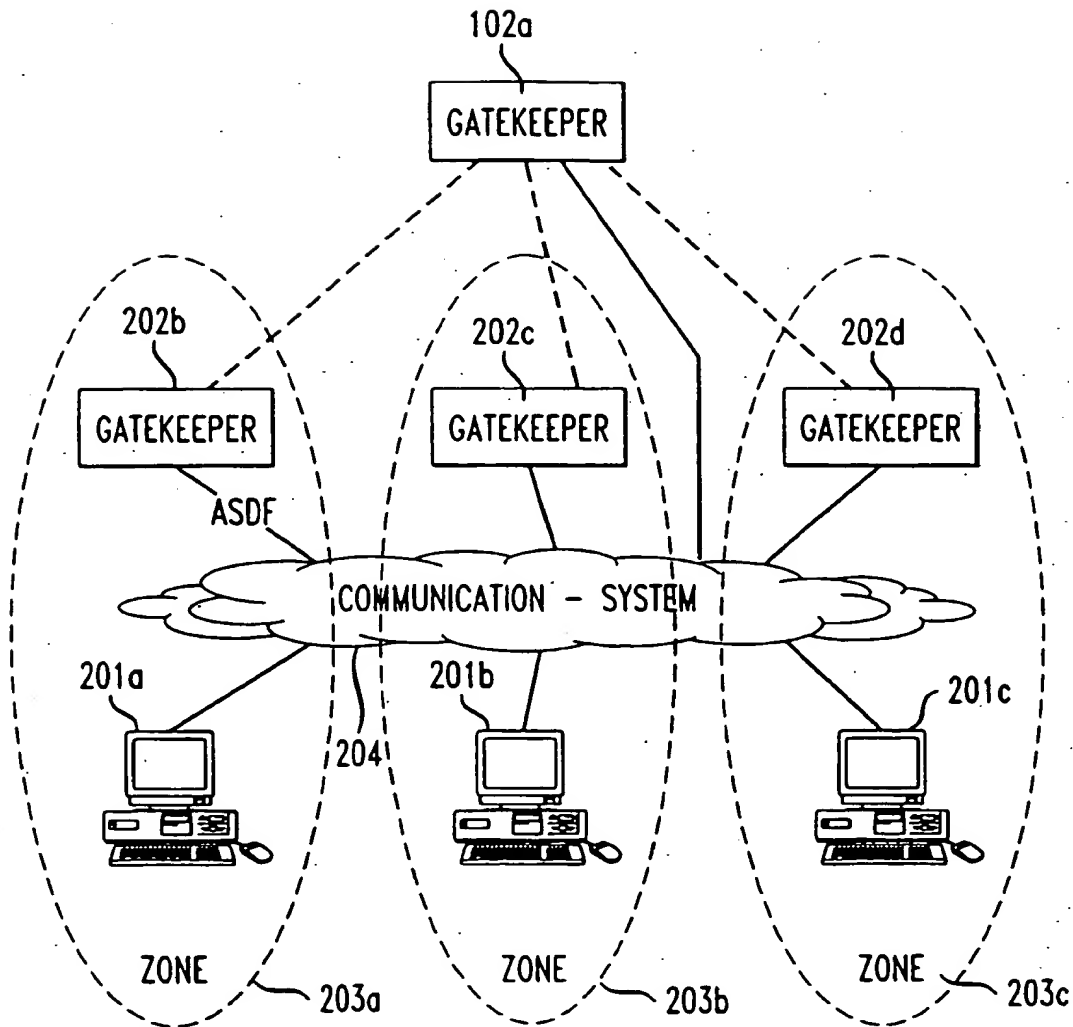 102a
GATEKEEPER
202b
202c
202d
GATEKEEPER
GATEKEEPER
GATEKEEPER
ASDF
COMMUNICATION - SYSTEM
201a
201b
201c
204
ZONE
ZONE
ZONE
203a
203b
203c